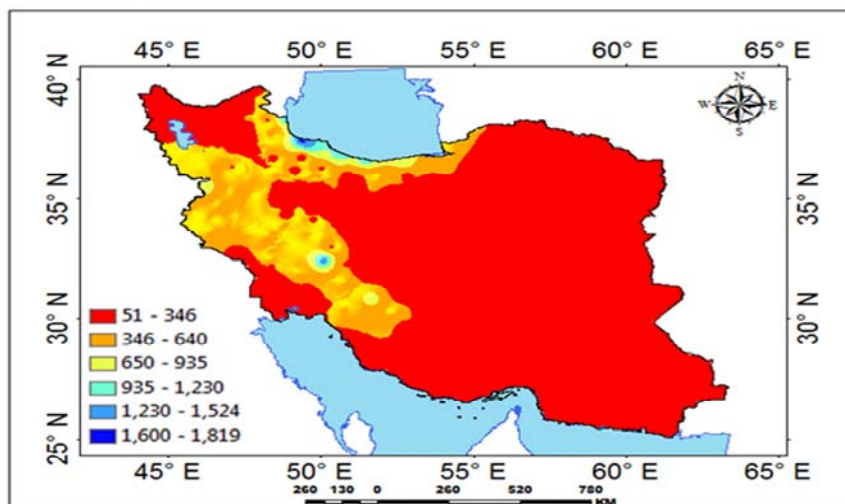 45° E 50° E 55° E 60° E 65° E
40° N 40° N
N
W E
S
35° N 35° N
30° N 30° N
25° N 25° N
51 - 346
346 - 640
650 - 935
935 - 1,230
1,230 - 1,524
1,600 - 1,819
45° E 50° E 55° E 60° E 65° E
260 130 0 260 520 780
KM